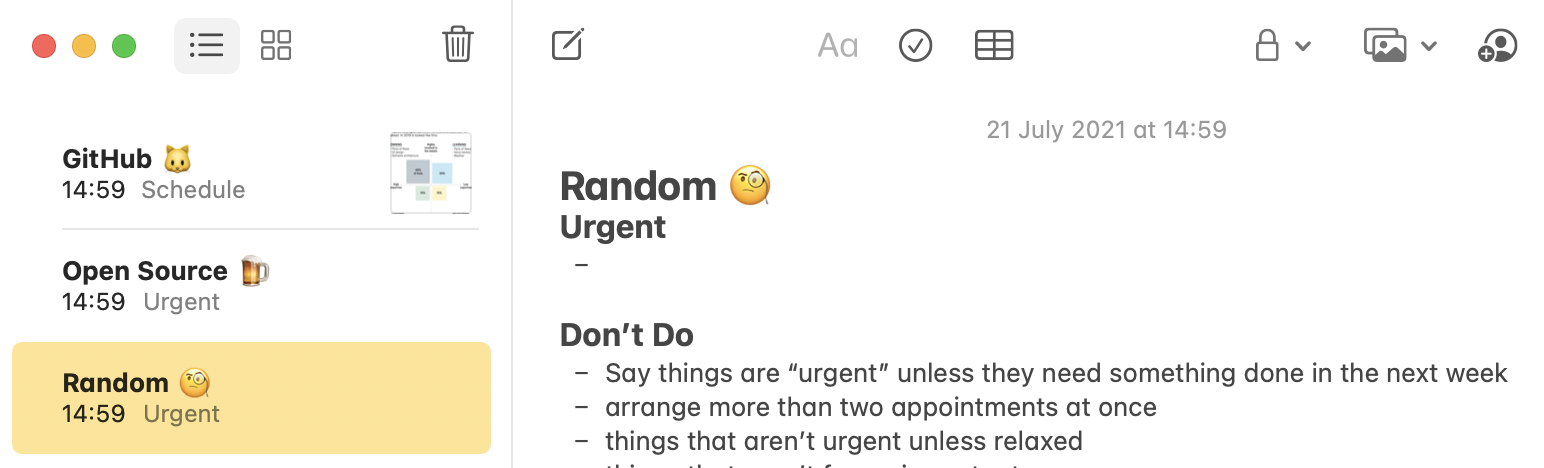 GitHub 🐱
14:59 Schedule
Open Source 🍺
14:59 Urgent
Random 🧐
14:59 Urgent
Aa
21 July 2021 at 14:59
Random 🧐
Urgent
–
Don’t Do
– Say things are “urgent” unless they need something done in the next week
– arrange more than two appointments at once
– things that aren’t urgent unless relaxed